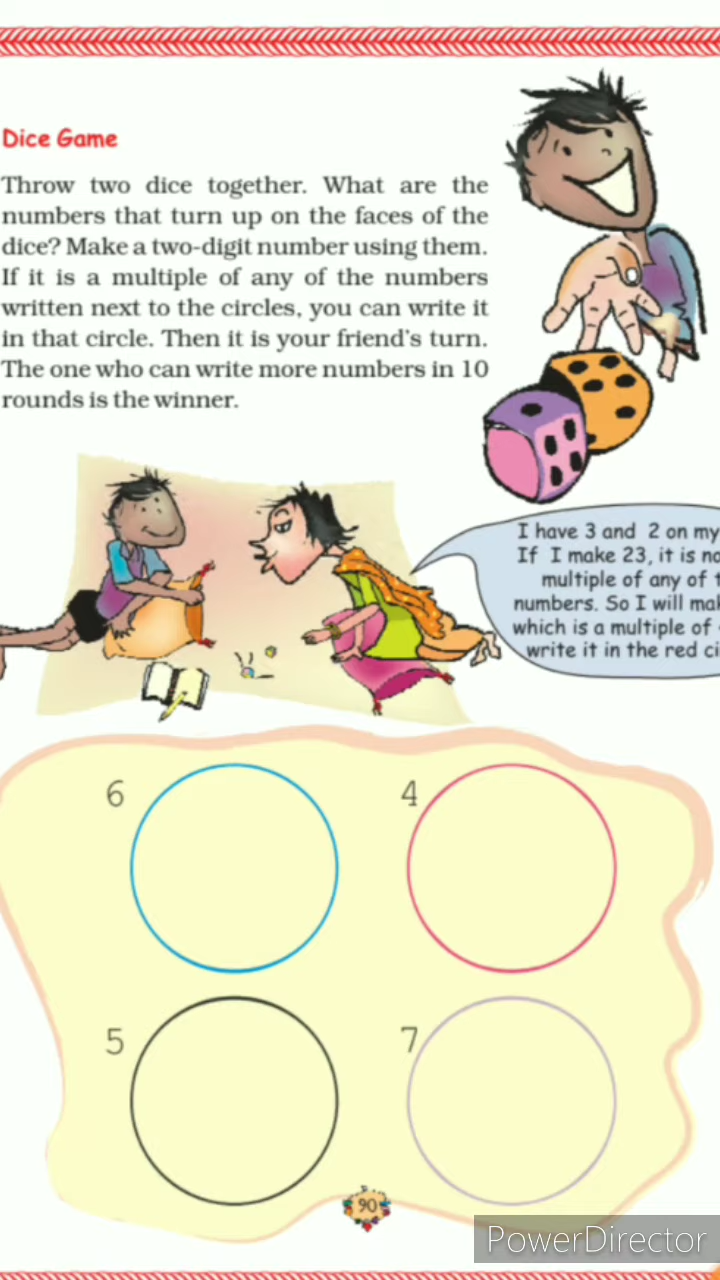 Dice Game
Throw two dice together. What are the
numbers that turn up on the faces of the
dice? Make a two-digit number using them.
If it is a multiple of any of the numbers
written next to the circles, you can write it
in that circle. Then it is your friend's turn.
The one who can write more numbers in 10
rounds is the winner.
I have 3 and 2 on my
If I make 23, it is
multiple of any of
numbers. So I will
which is a multiple of
write it in the red
6
4
5
7
90
PowerDirector